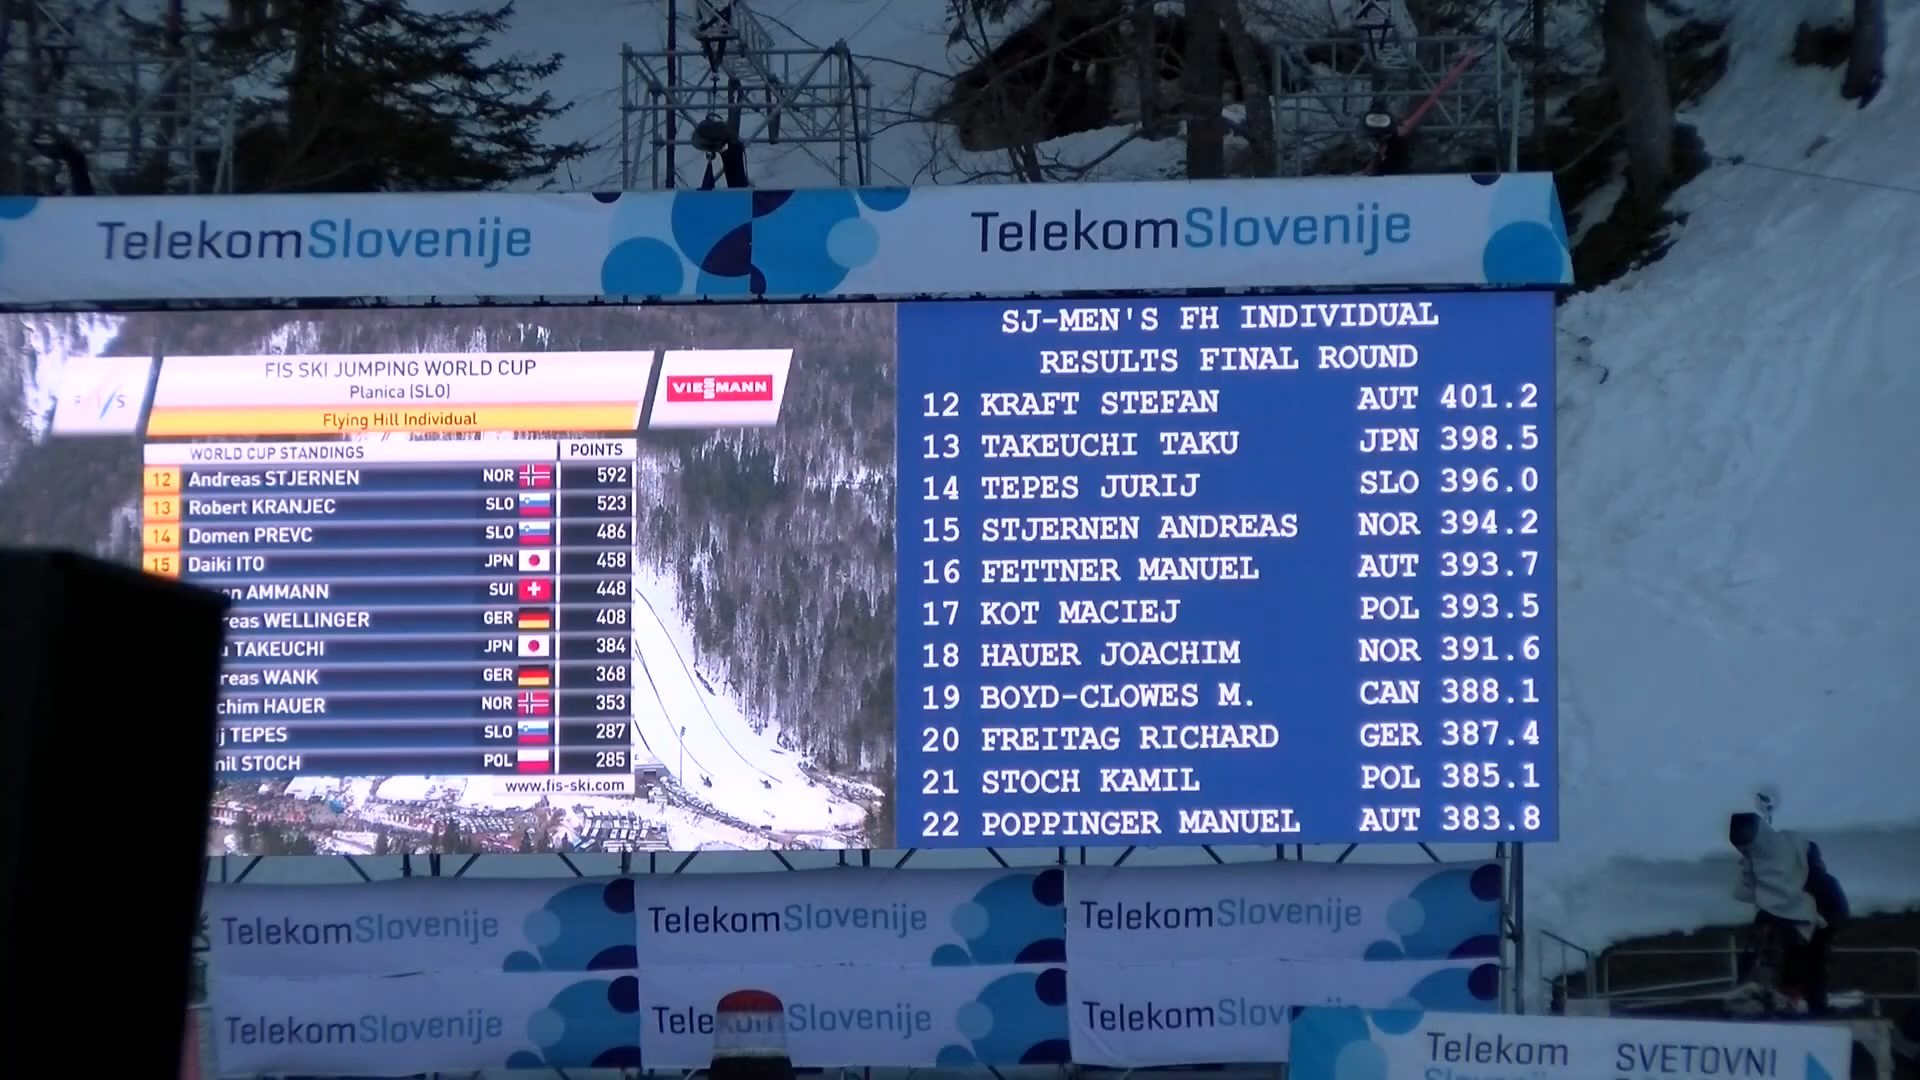 TelekomSlovenije
TelekomSlovenije
FIS
FIS SKI JUMPING WORLD CUP
Planica (SLO)
Flying Hill Individual
VIESSMANN
WORLD CUP STANDINGS POINTS
12 Andreas STJERNEN NOR 592
13 Robert KRANJEC SLO 523
14 Domen PREVC SLO 486
15 Daiki ITO JPN 458
AMMANN SUI 448
WELLINGER GER 408
TAKEUCHI JPN 384
WANK GER 368
HAUER NOR 353
TEPES SLO 287
STOCH POL 285
www.fis-ski.com
SJ-MEN'S FH INDIVIDUAL
RESULTS FINAL ROUND
12 KRAFT STEFAN AUT 401.2
13 TAKEUCHI TAKU JPN 398.5
14 TEPES JURIJ SLO 396.0
15 STJERNEN ANDREAS NOR 394.2
16 FETTNER MANUEL AUT 393.7
17 KOT MACIEJ POL 393.5
18 HAUER JOACHIM NOR 391.6
19 BOYD-CLOWES M. CAN 388.1
20 FREITAG RICHARD GER 387.4
21 STOCH KAMIL POL 385.1
22 POPPINGER MANUEL AUT 383.8
TelekomSlovenije
TelekomSlovenije
TelekomSlovenije
TelekomSlovenije
Slovenije
Telekom
Telekom
SVETOVNI